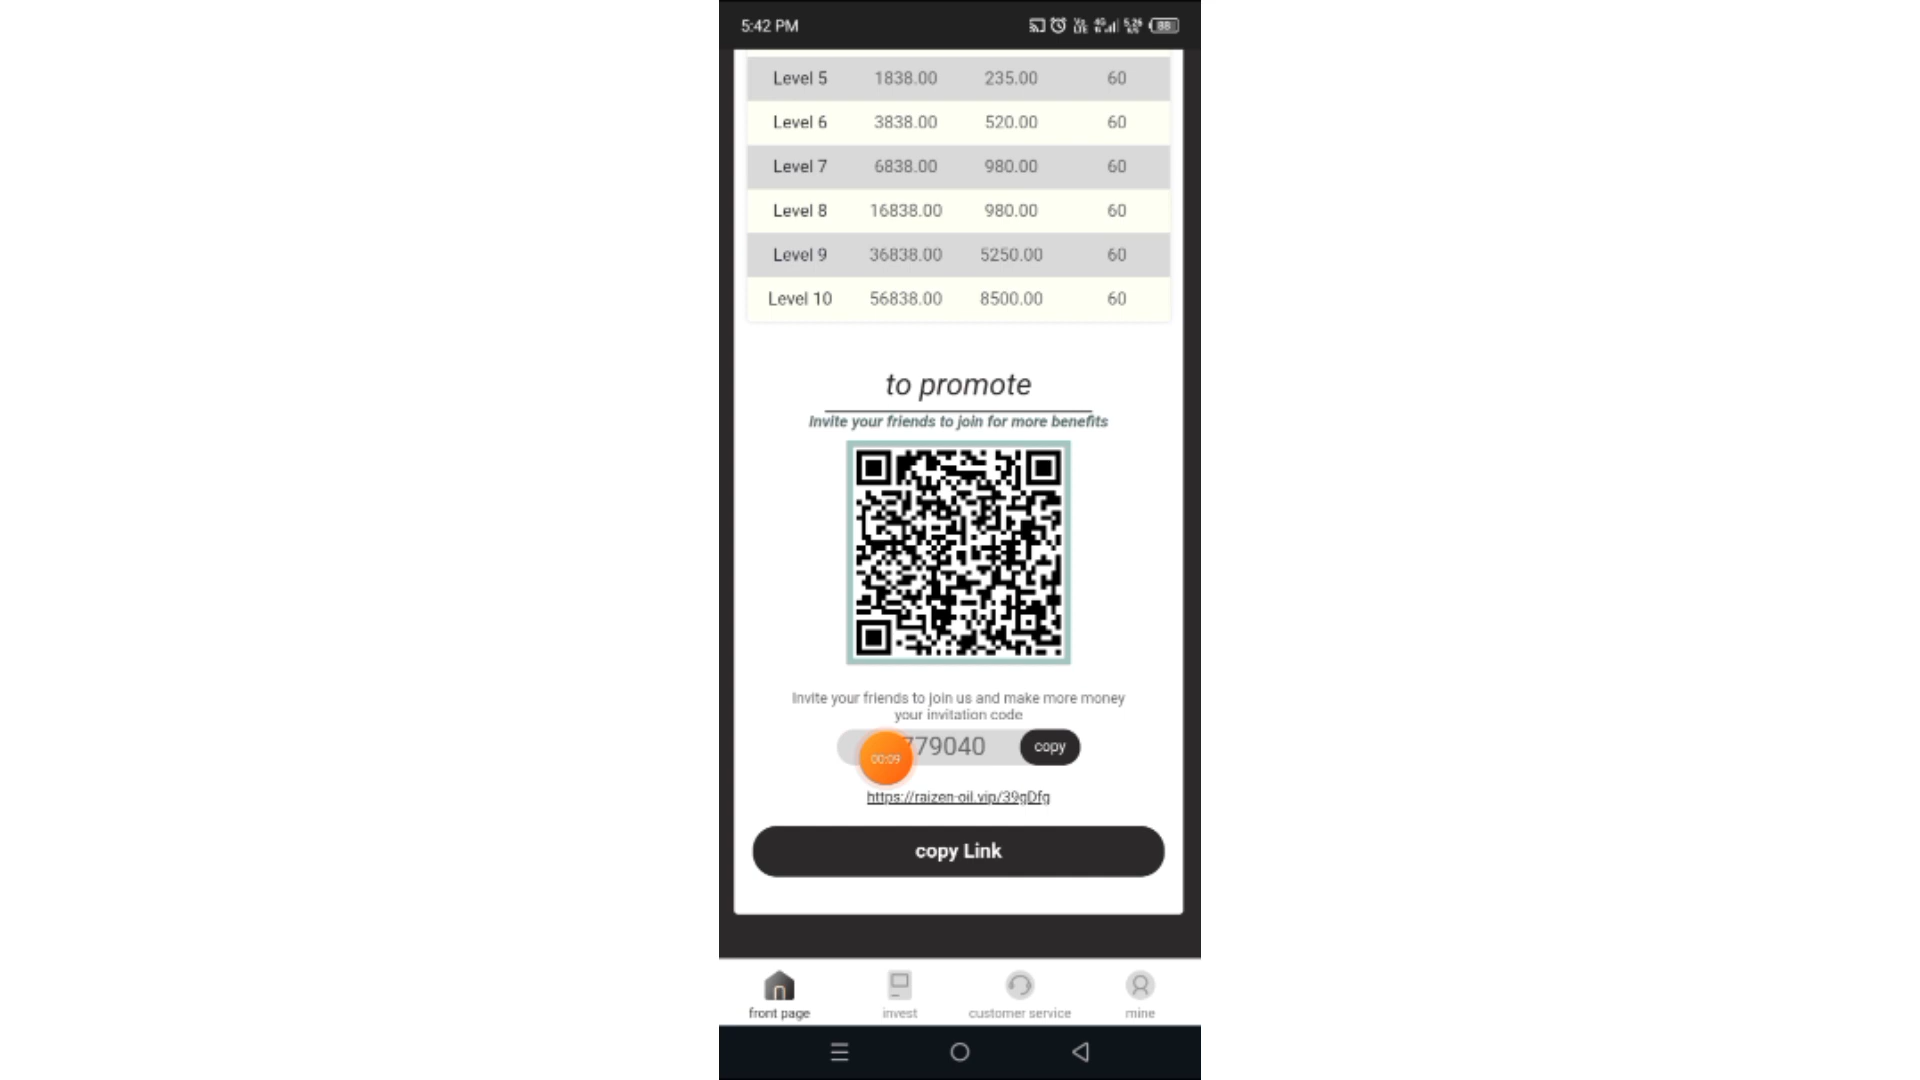 5:42 PM
88
Level 5 1838.00 235.00 60
Level 6 3838.00 520.00 60
Level 7 6838.00 980.00 60
Level 8 16838.00 980.00 60
Level 9 36838.00 5250.00 60
Level 10 56838.00 8500.00 60
to promote
Invite your friends to join for more benefits
Invite your friends to join us and make more money
your invitation code
779040 copy
00:09
https://raizen-oil.vip/39gDfg
copy Link
front page invest customer service mine